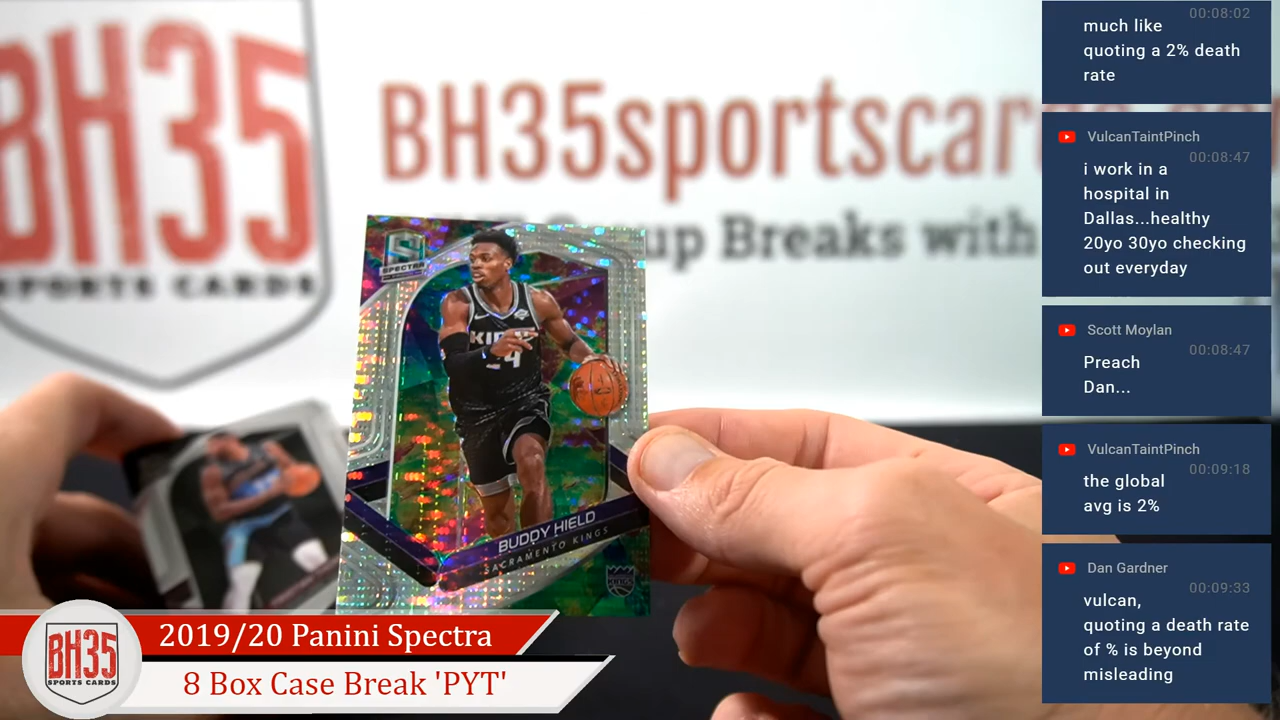 BH35
SPORTS CARDS
BH35sportscar
up Breaks with
SPECTRA
KINGS
4
BUDDY HIELD
SACRAMENTO KINGS
KINGS
BH35
SPORTS CARDS
2019/20 Panini Spectra
8 Box Case Break 'PYT'
00:08:02
much like
quoting a 2% death
rate
VulcanTaintPinch
00:08:47
i work in a
hospital in
Dallas...healthy
20yo 30yo checking
out everyday
Scott Moylan
00:08:47
Preach
Dan...
VulcanTaintPinch
00:09:18
the global
avg is 2%
Dan Gardner
00:09:33
vulcan,
quoting a death rate
of % is beyond
misleading